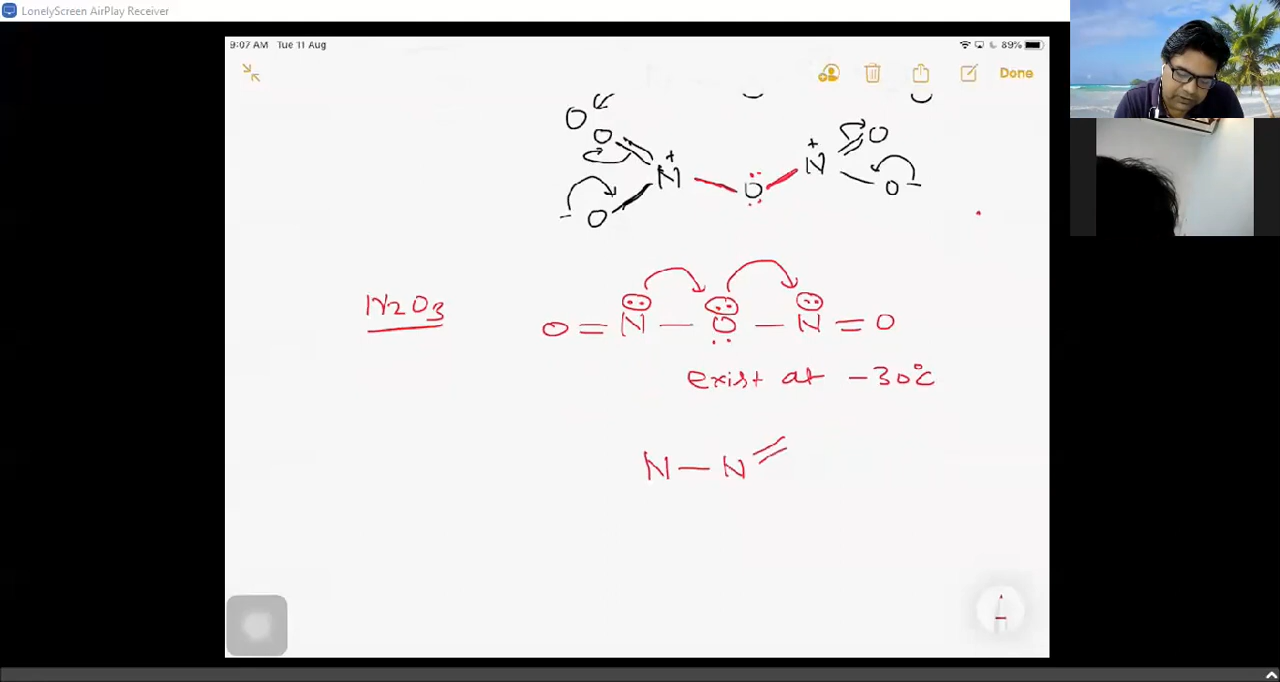 LonelyScreen AirPlay Receiver
9:07 AM Tue 11 Aug
89%
Done
O
O = N+ - O - N+ = O
- O
O -
N2O3
O = N - O - N = O
exist at -30°C
N - N =